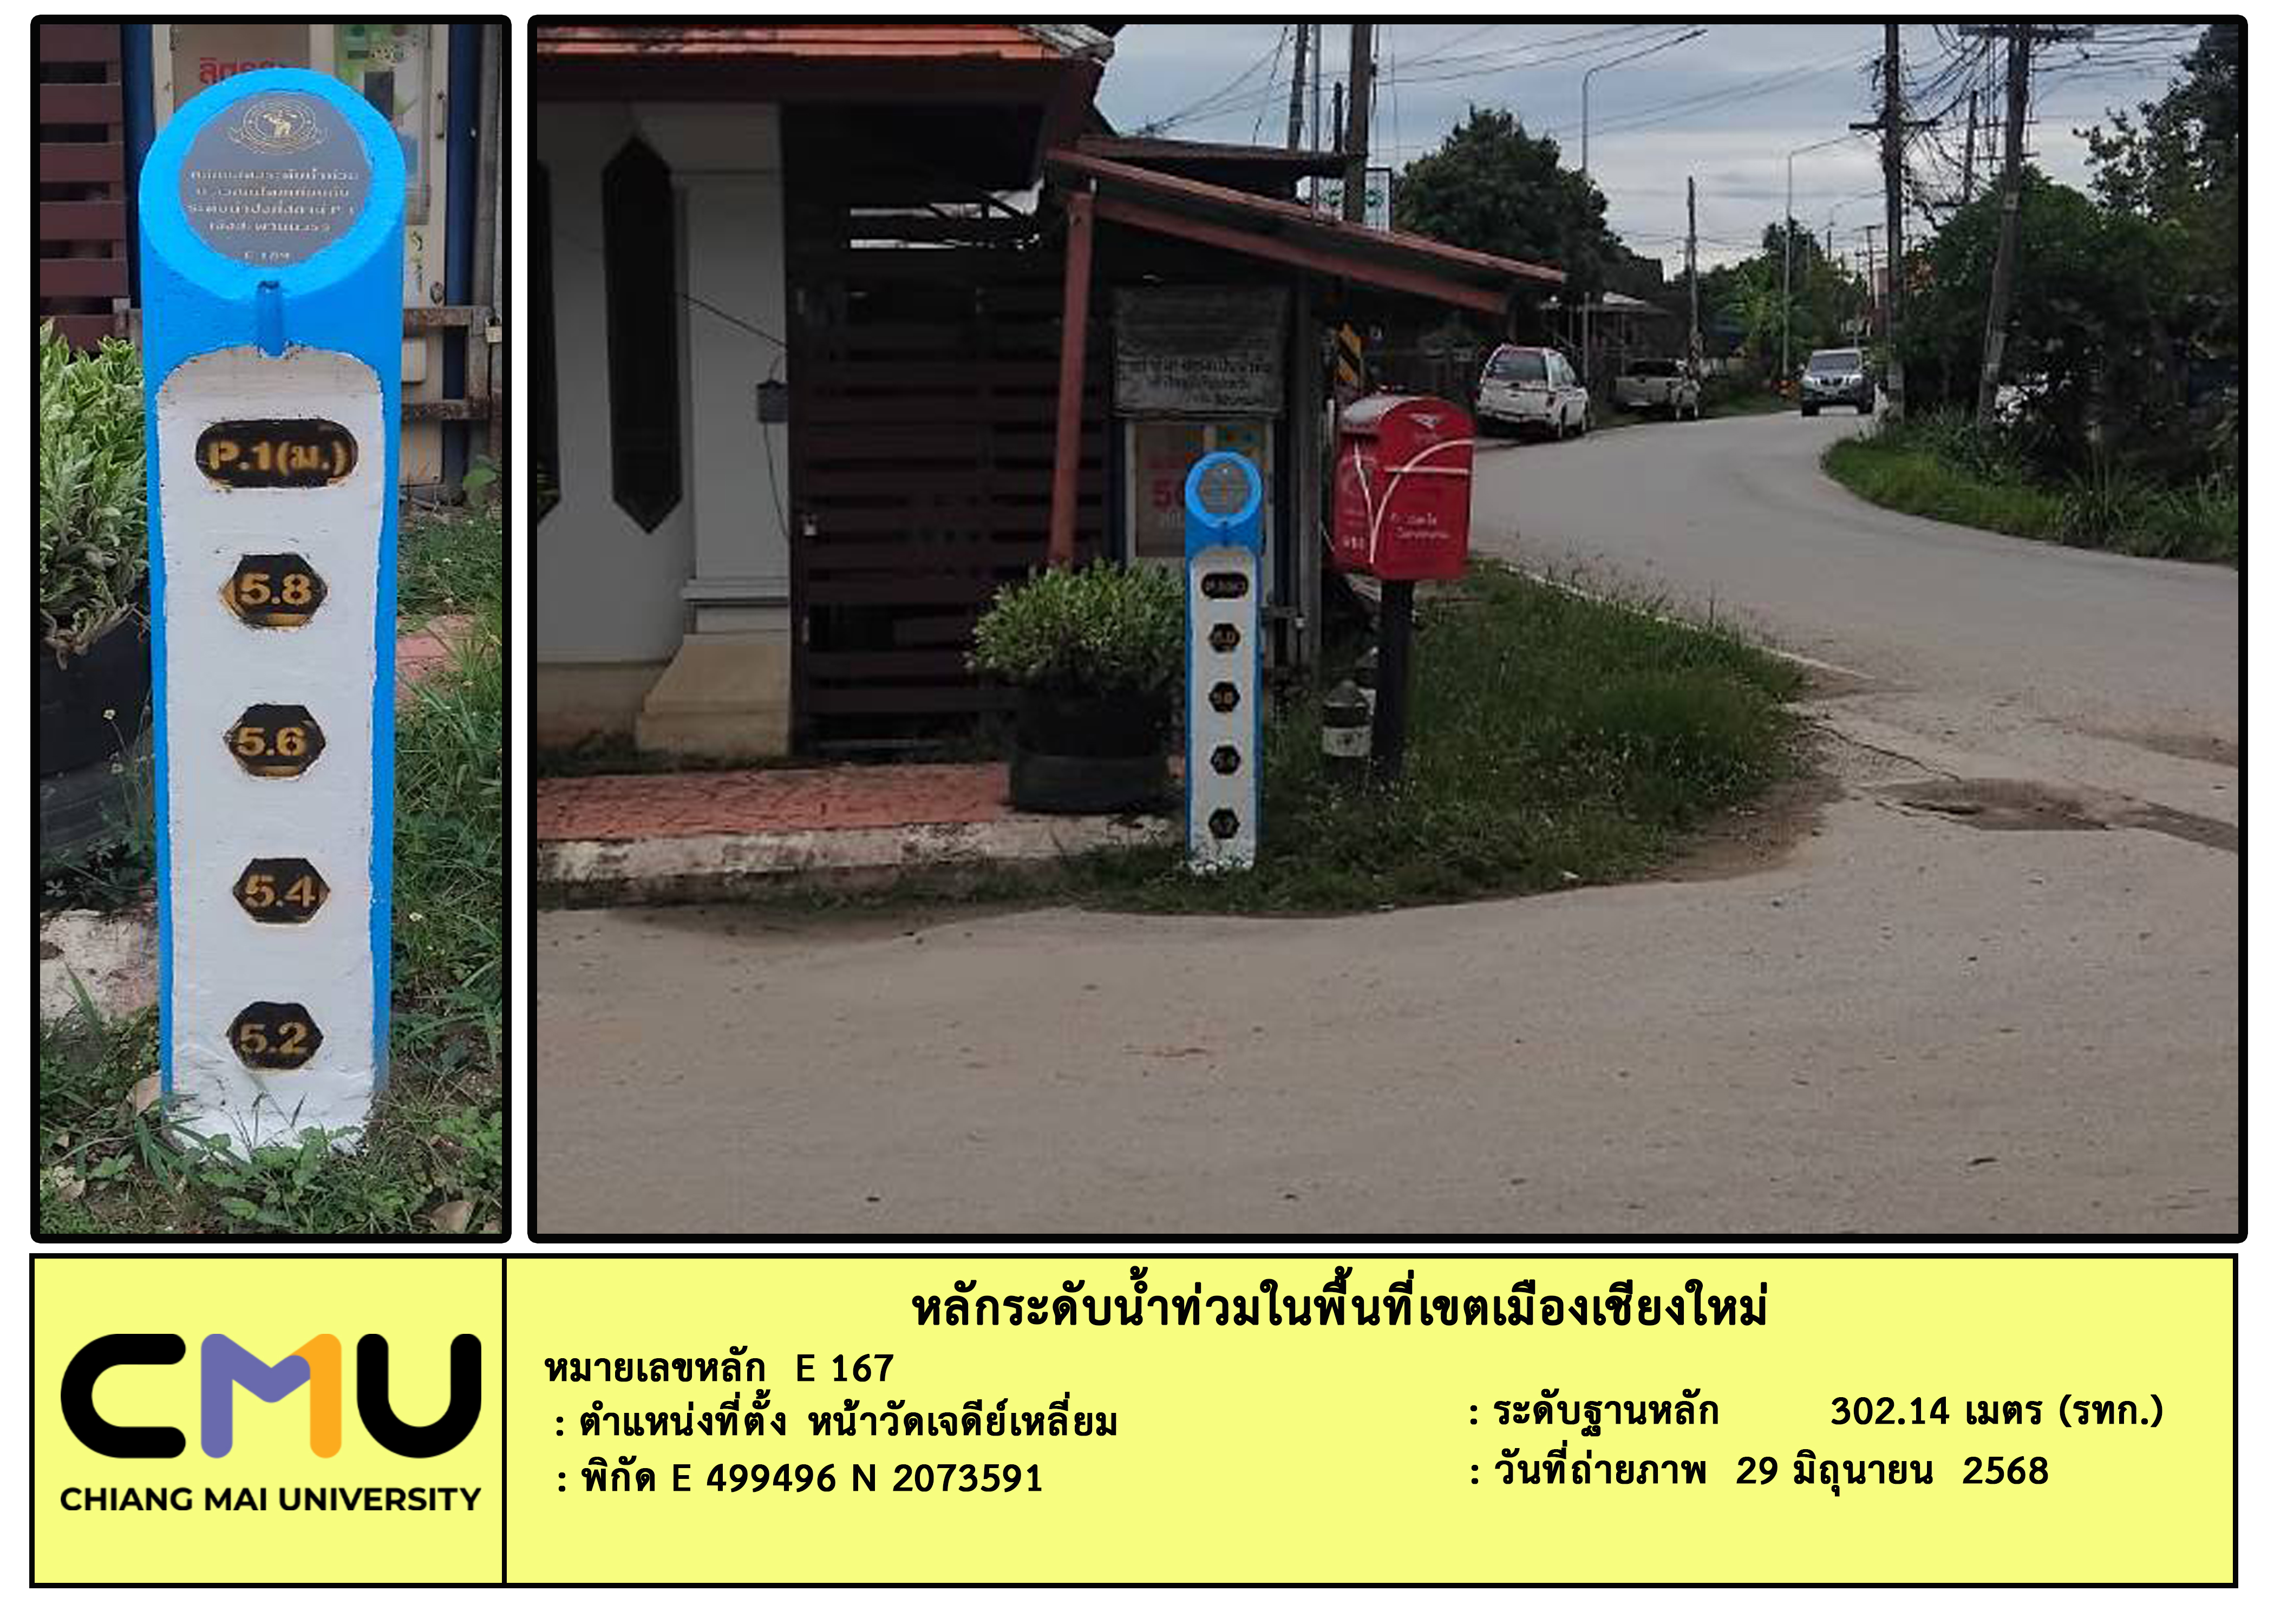 P.1(ม.)
5.8
5.6
5.4
5.2
หลักระดับน้ำท่วมในพื้นที่เขตเมืองเชียงใหม่
หมายเลขหลัก E 167
: ตำแหน่งที่ตั้ง หน้าวัดเจดีย์เหลี่ยม
: พิกัด E 499496 N 2073591
: ระดับฐานหลัก 302.14 เมตร (รทก.)
: วันที่ถ่ายภาพ 29 มิถุนายน 2568
CMU
CHIANG MAI UNIVERSITY